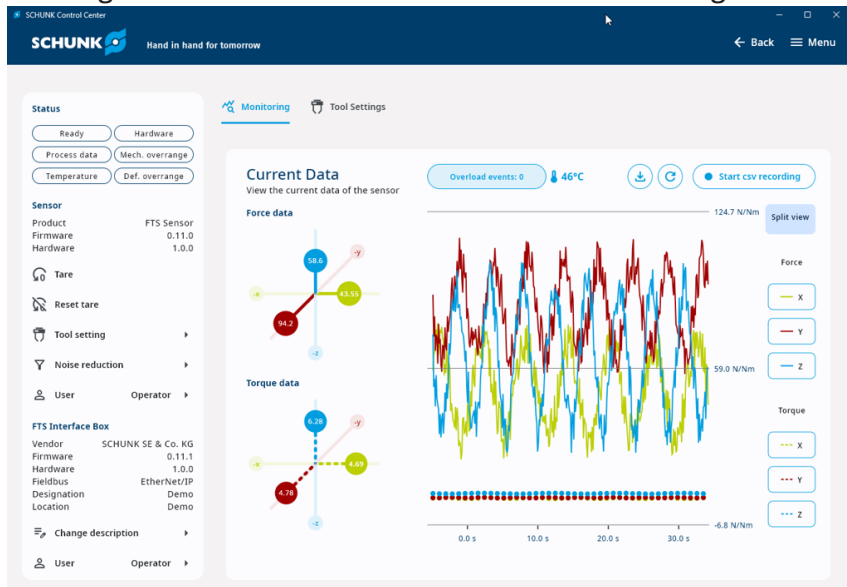 SCHUNK Control Center
SCHUNK
Hand in hand for tomorrow
Back
Menu
Status
Ready
Hardware
Process data
Mech. overrange
Temperature
Def. overrange
Sensor
Product FTS Sensor
Firmware 0.11.0
Hardware 1.0.0
Tare
Reset tare
Tool setting
Noise reduction
User Operator
FTS Interface Box
Vendor SCHUNK SE & Co. KG
Firmware 0.11.1
Hardware 1.0.0
Fieldbus EtherNet/IP
Designation Demo
Location Demo
Change description
User Operator
Monitoring
Tool Settings
Current Data
View the current data of the sensor
Overload events: 0
46°C
Start csv recording
Force data
58.6
-y
-x
43.55
94.2
-z
Torque data
6.28
-y
-x
4.69
4.78
-z
124.7 N/Nm
59.0 N/Nm
-6.8 N/Nm
0.0 s
10.0 s
20.0 s
30.0 s
Split view
Force
X
Y
Z
Torque
X
Y
Z